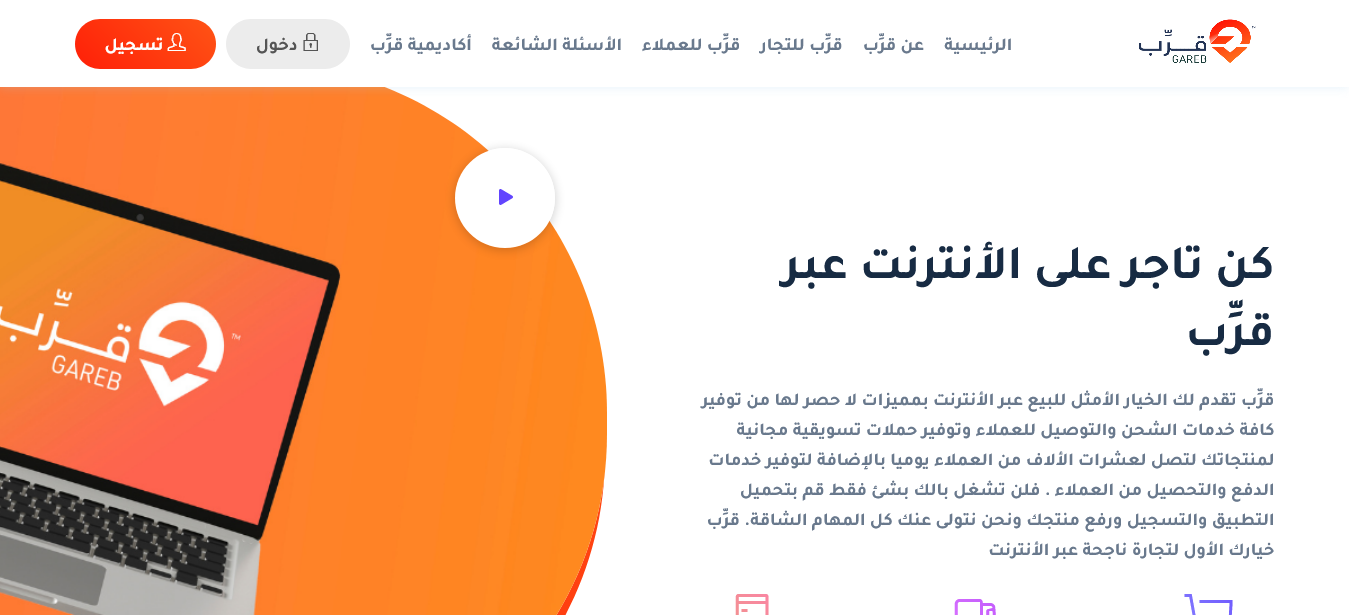 قرِّب
GAREB
الرئيسية
عن قرِّب
قرِّب للتجار
قرِّب للعملاء
الأسئلة الشائعة
أكاديمية قرِّب
دخول
تسجيل
كن تاجر على الأنترنت عبر
قرِّب
قرِّب تقدم لك الخيار الأمثل للبيع عبر الأنترنت بمميزات لا حصر لها من توفير
كافة خدمات الشحن والتوصيل للعملاء وتوفير حملات تسويقية مجانية
لمنتجاتك لتصل لعشرات الألاف من العملاء يوميا بالإضافة لتوفير خدمات
الدفع والتحصيل من العملاء . فلن تشغل بالك بشئ فقط قم بتحميل
التطبيق والتسجيل ورفع منتجك ونحن نتولى عنك كل المهام الشاقة. قرِّب
خيارك الأول لتجارة ناجحة عبر الأنترنت
قرِّب
GAREB
™